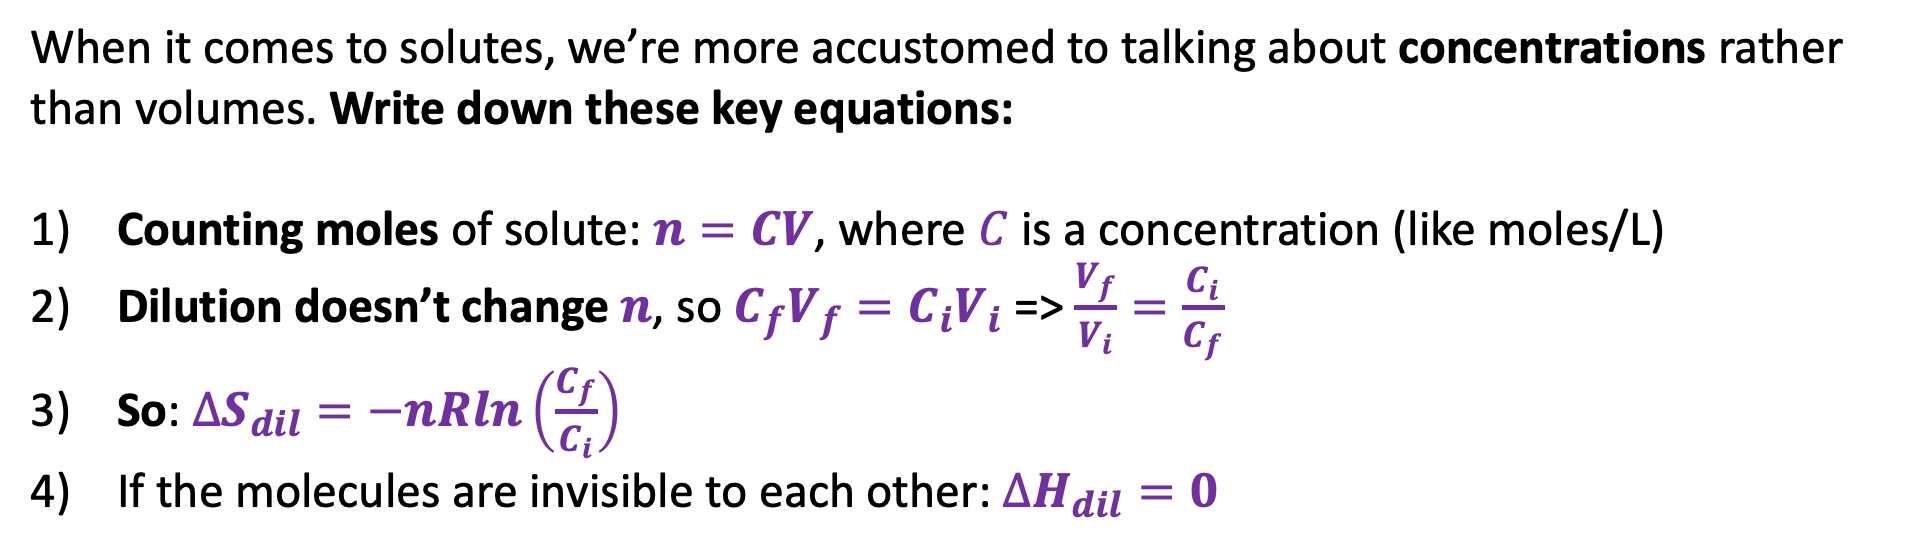 When it comes to solutes, we’re more accustomed to talking about concentrations rather
than volumes. Write down these key equations:
1) Counting moles of solute: n = CV, where C is a concentration (like moles/L)
2) Dilution doesn’t change n, so C_f V_f = C_i V_i => V_f/V_i = C_i/C_f
3) So: ΔS_dil = −nRln(C_f/C_i)
4) If the molecules are invisible to each other: ΔH_dil = 0